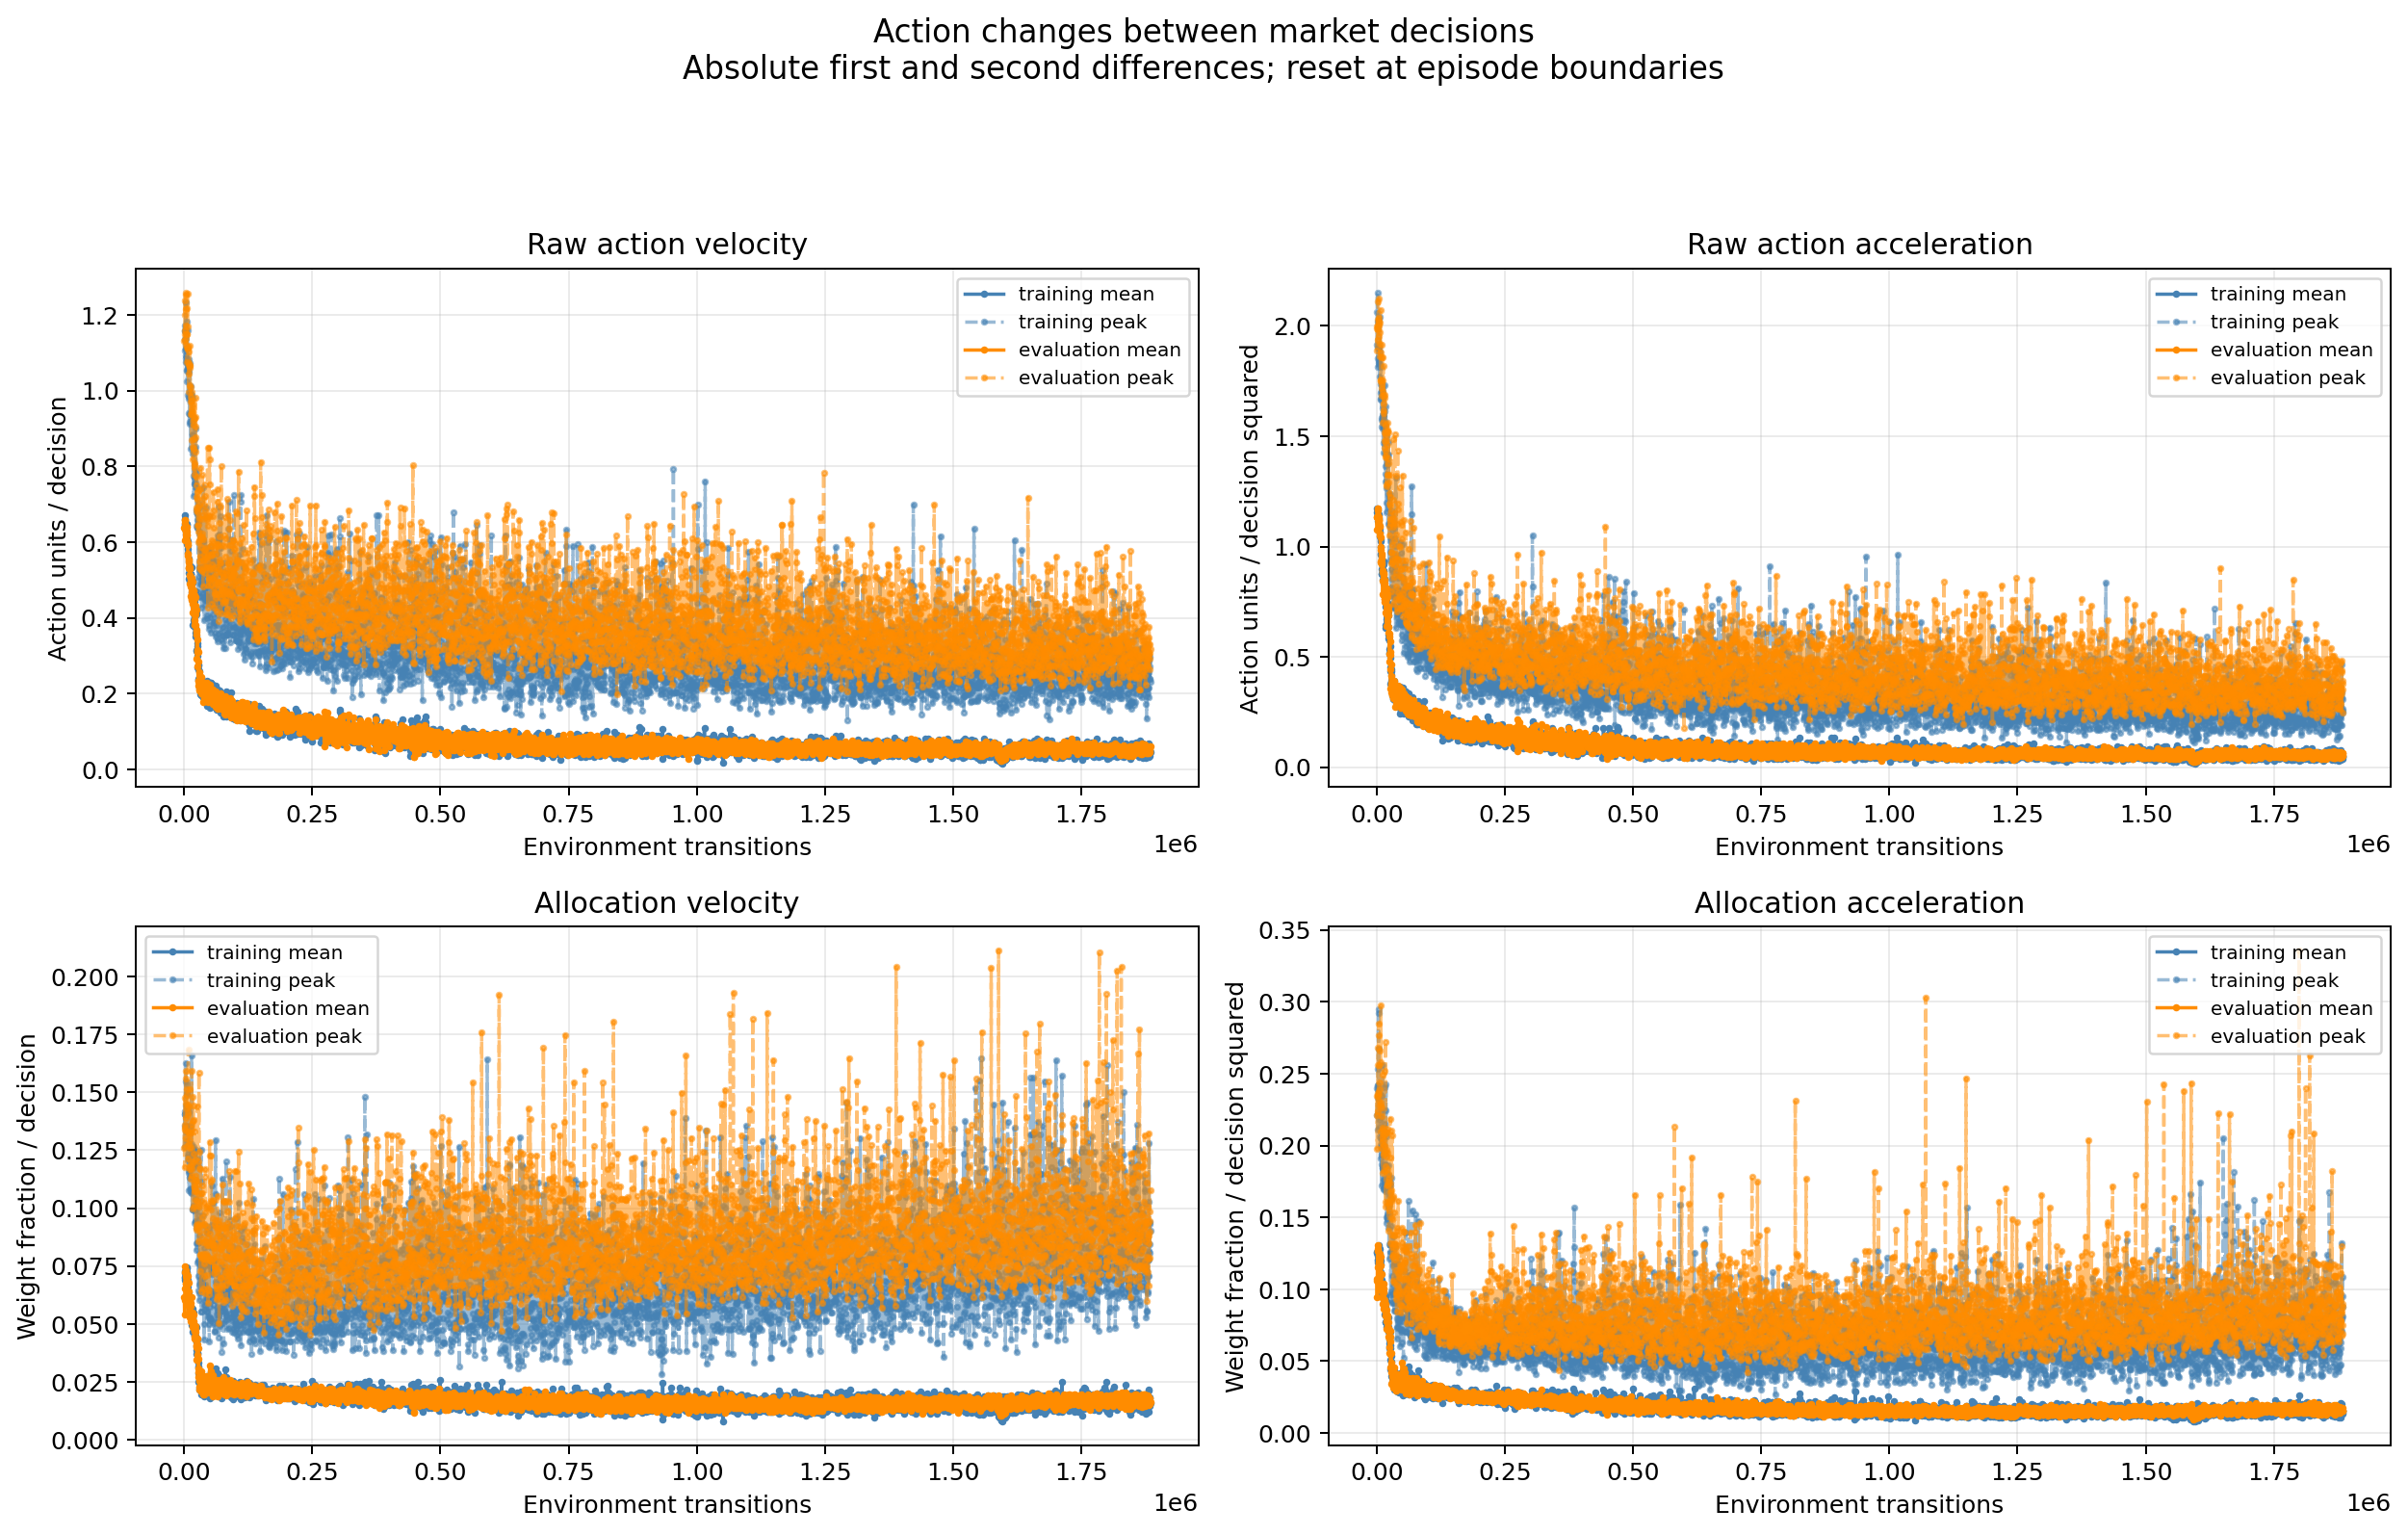 Action changes between market decisions
Absolute first and second differences; reset at episode boundaries
Raw action velocity
Action units / decision
1.2
1.0
0.8
0.6
0.4
0.2
0.0
training mean
training peak
evaluation mean
evaluation peak
0.00 0.25 0.50 0.75 1.00 1.25 1.50 1.75
1e6
Environment transitions
Raw action acceleration
Action units / decision squared
2.0
1.5
1.0
0.5
0.0
training mean
training peak
evaluation mean
evaluation peak
0.00 0.25 0.50 0.75 1.00 1.25 1.50 1.75
1e6
Environment transitions
Allocation velocity
Weight fraction / decision
0.200
0.175
0.150
0.125
0.100
0.075
0.050
0.025
0.000
training mean
training peak
evaluation mean
evaluation peak
0.00 0.25 0.50 0.75 1.00 1.25 1.50 1.75
1e6
Environment transitions
Allocation acceleration
Weight fraction / decision squared
0.35
0.30
0.25
0.20
0.15
0.10
0.05
0.00
training mean
training peak
evaluation mean
evaluation peak
0.00 0.25 0.50 0.75 1.00 1.25 1.50 1.75
1e6
Environment transitions